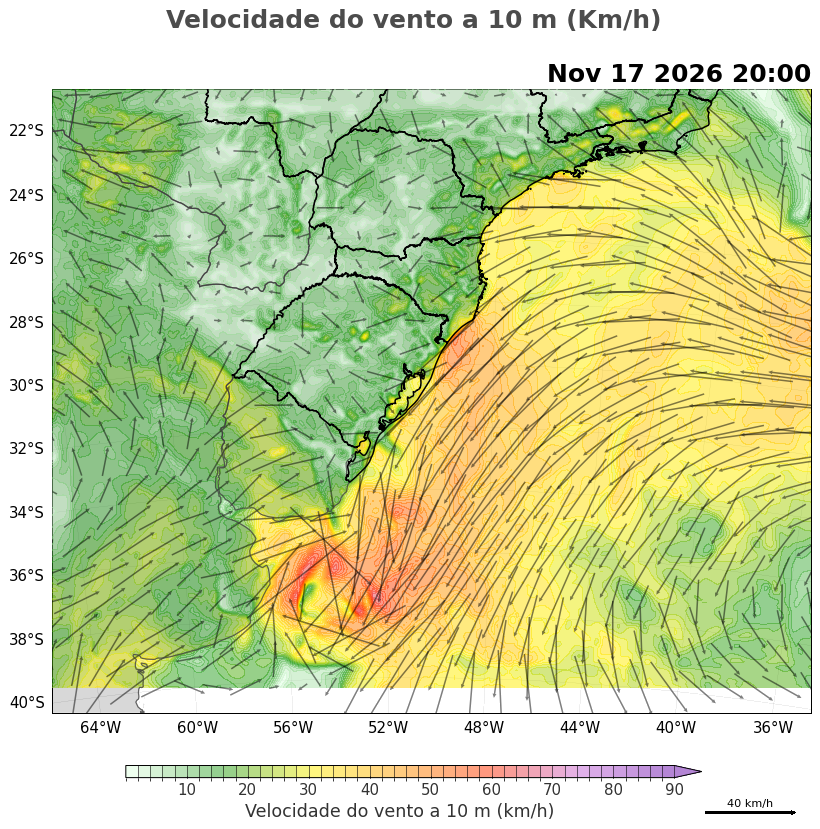 Velocidade do vento a 10 m (Km/h)
Nov 17 2026 20:00
22°S
24°S
26°S
28°S
30°S
32°S
34°S
36°S
38°S
40°S
64°W 60°W 56°W 52°W 48°W 44°W 40°W 36°W
10 20 30 40 50 60 70 80 90
Velocidade do vento a 10 m (km/h)
40 km/h